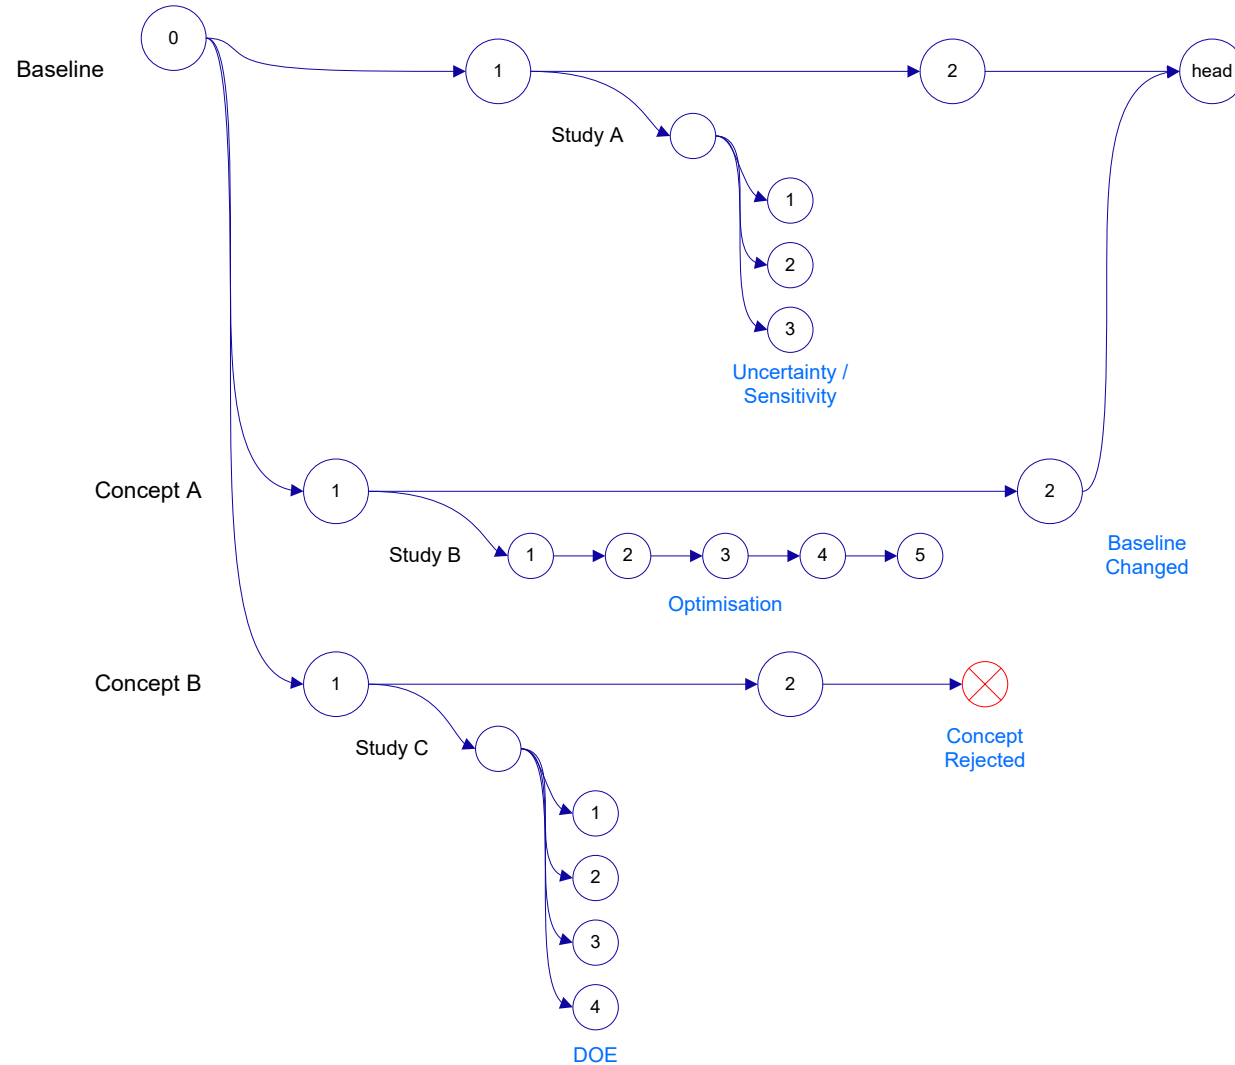 0
Baseline
1
2
head
Study A
1
2
3
Uncertainty /
Sensitivity
Concept A
1
2
Study B
1
2
3
4
5
Baseline
Changed
Optimisation
Concept B
1
2
Concept
Rejected
Study C
1
2
3
4
DOE